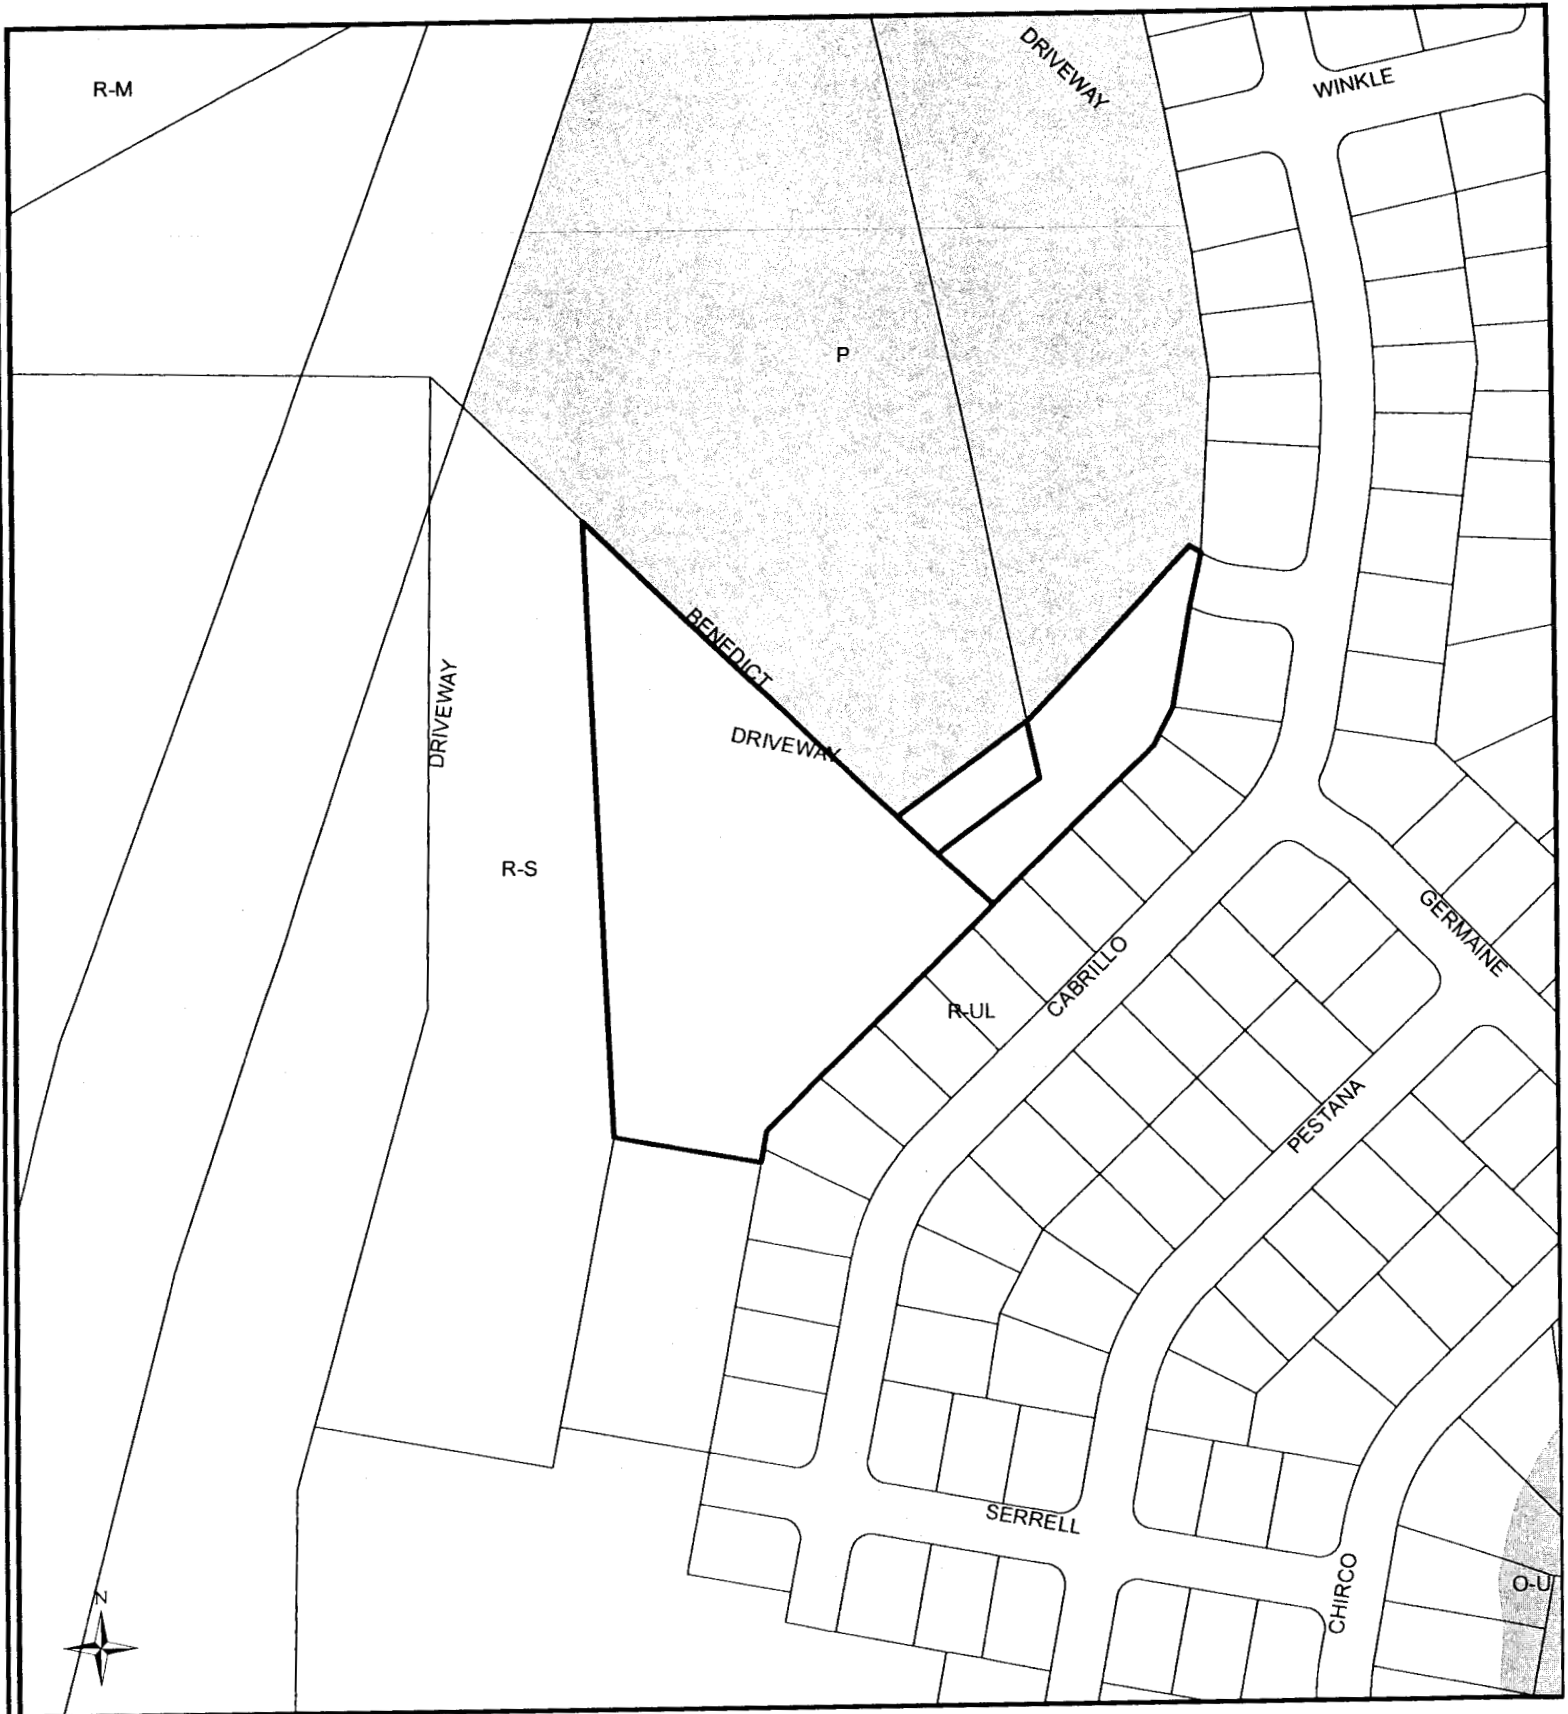 DRIVEWAY
WINKLE
R-M
P
BENEDICT
DRIVEWAY
DRIVEWAY
R-S
GERMAINE
CABRILLO
R-UL
PESTANA
SERRELL
CHIRCO
O-U
N